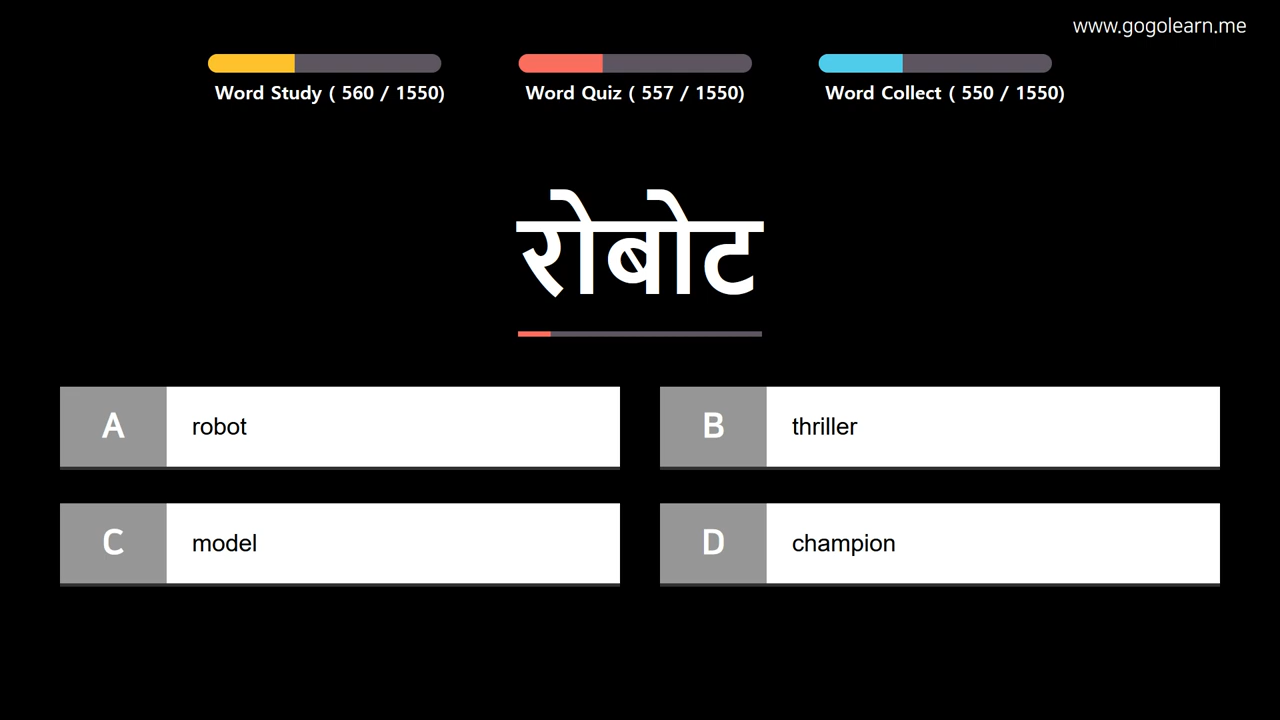 www.gogolearn.me
Word Study ( 560 / 1550)
Word Quiz ( 557 / 1550)
Word Collect ( 550 / 1550)
रोबोट
A robot
B thriller
C model
D champion